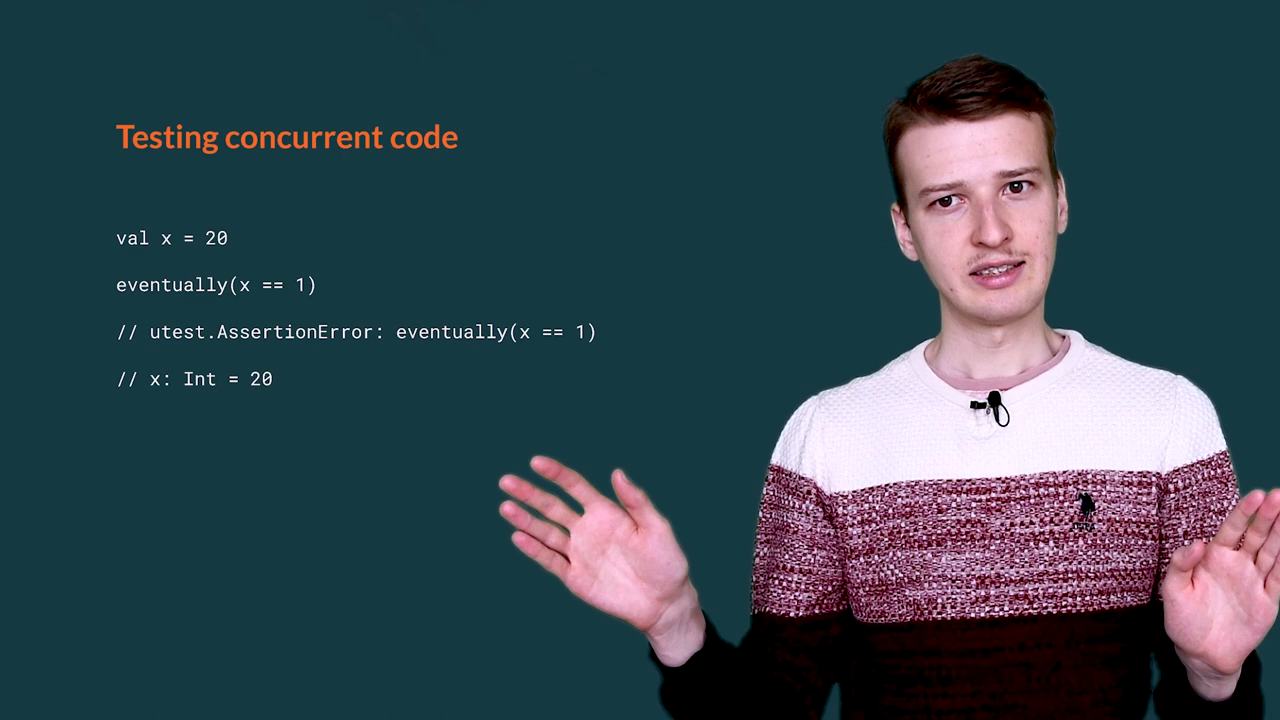 Testing concurrent code
val x = 20
eventually(x == 1)
// utest.AssertionError: eventually(x == 1)
// x: Int = 20